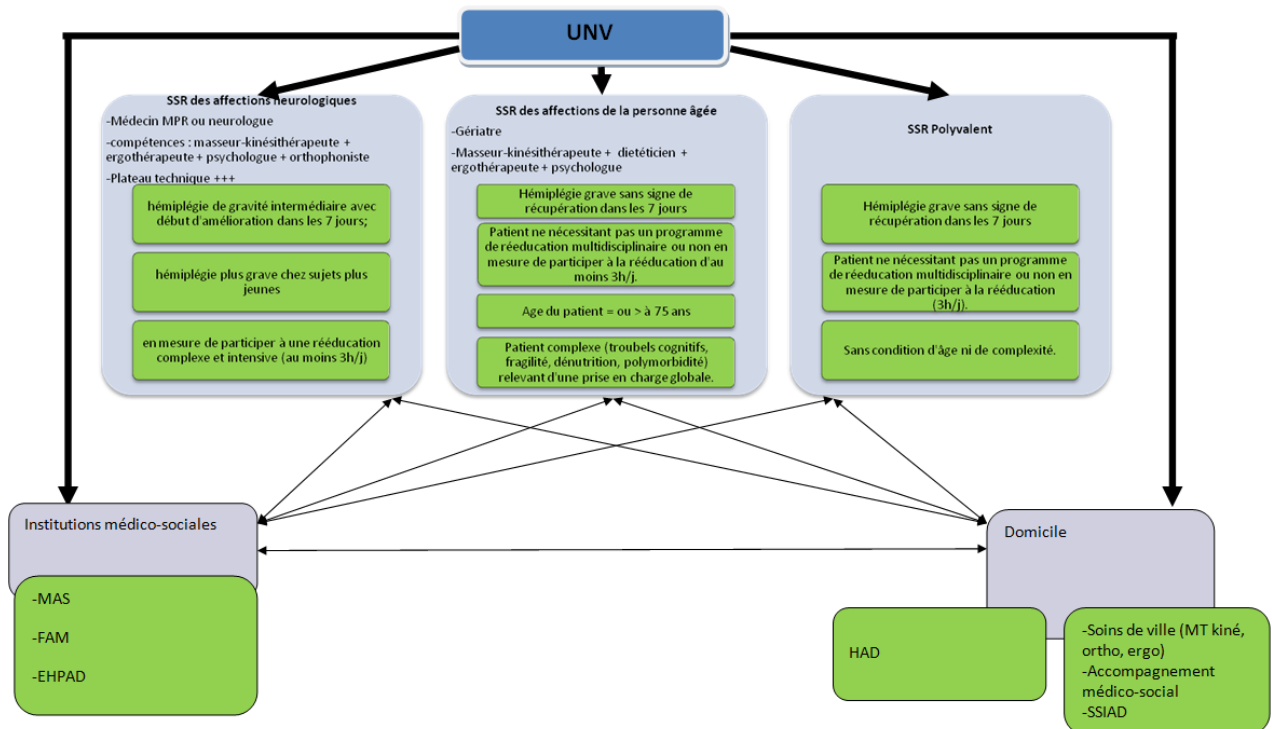 UNV
SSR des affections neurologiques
-Médecin MPR ou neurologue
-compétences : masseur-kinésithérapeute +
ergothérapeute + psychologue + orthophoniste
-Plateau technique +++
hémiplégie de gravité intermédiaire avec
début d'amélioration dans les 7 jours;
hémiplégie plus grave chez sujets plus
jeunes
en mesure de participer à une rééducation
complexe et intensive (au moins 3h/j)
SSR des affections de la personne âgée
-Gériatre
-Masseur-kinésithérapeute + dietéticien +
ergothérapeute + psychologue
Hémiplégie grave sans signe de
récupération dans les 7 jours
Patient ne nécessitant pas un programme
de réeducation multidisciplinaire ou non en
mesure de participer à la rééducation d'au
moins 3h/j.
Age du patient = ou > à 75 ans
Patient complexe (troubels cognitifs,
fragilité, dénutrition, polymorbidité)
relevant d'une prise en charge globale.
SSR Polyvalent
Hémiplégie grave sans signe de
récupération dans les 7 jours
Patient ne nécessitant pas un programme
de réeducation multidisciplinaire ou non en
mesure de participer à la rééducation
(3h/j).
Sans condition d'âge ni de complexité.
Institutions médico-sociales
-MAS
-FAM
-EHPAD
Domicile
HAD
-Soins de ville (MT kiné,
ortho, ergo)
-Accompagnement
médico-social
-SSIAD